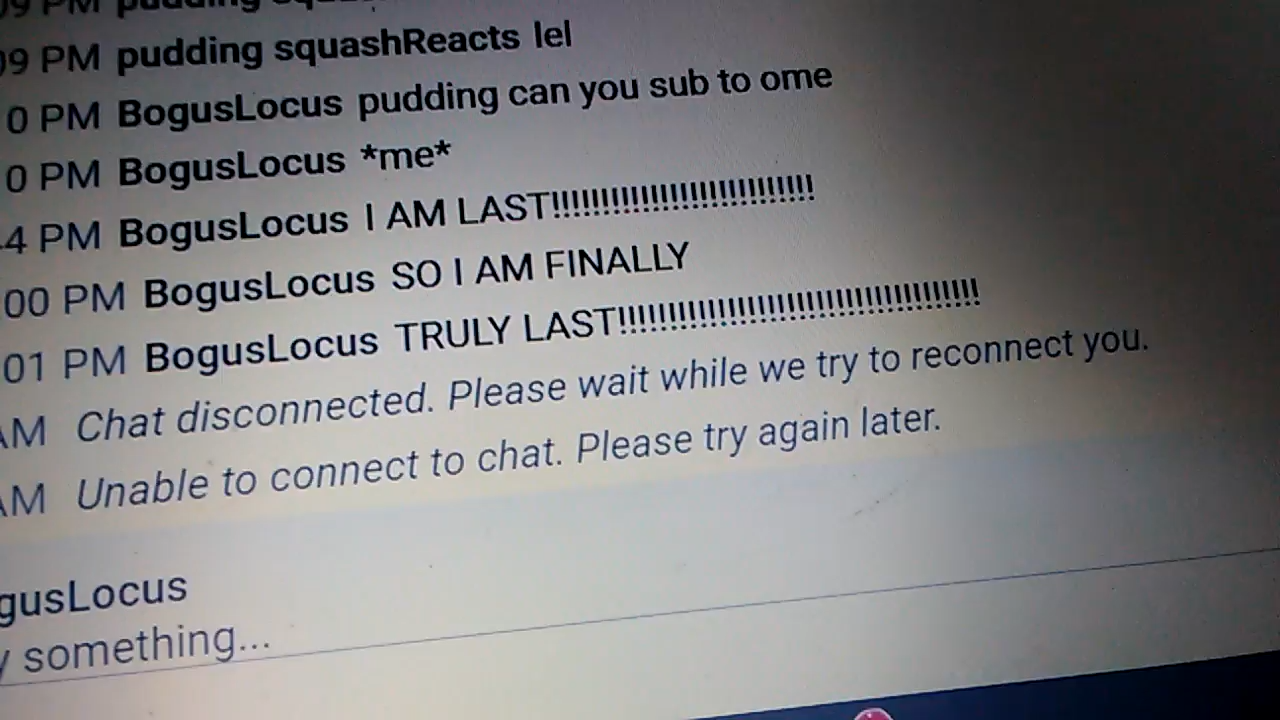 09 PM pudding
09 PM pudding squashReacts lel
0 PM BogusLocus pudding can you sub to ome
0 PM BogusLocus *me*
4 PM BogusLocus I AM LAST!!!!!!!!!!!!!!!!!!!!!!!!!!!
:00 PM BogusLocus SO I AM FINALLY
:01 PM BogusLocus TRULY LAST!!!!!!!!!!!!!!!!!!!!!!!!!!!!!!!!!!!!!
AM Chat disconnected. Please wait while we try to reconnect you.
AM Unable to connect to chat. Please try again later.
gusLocus
y something...